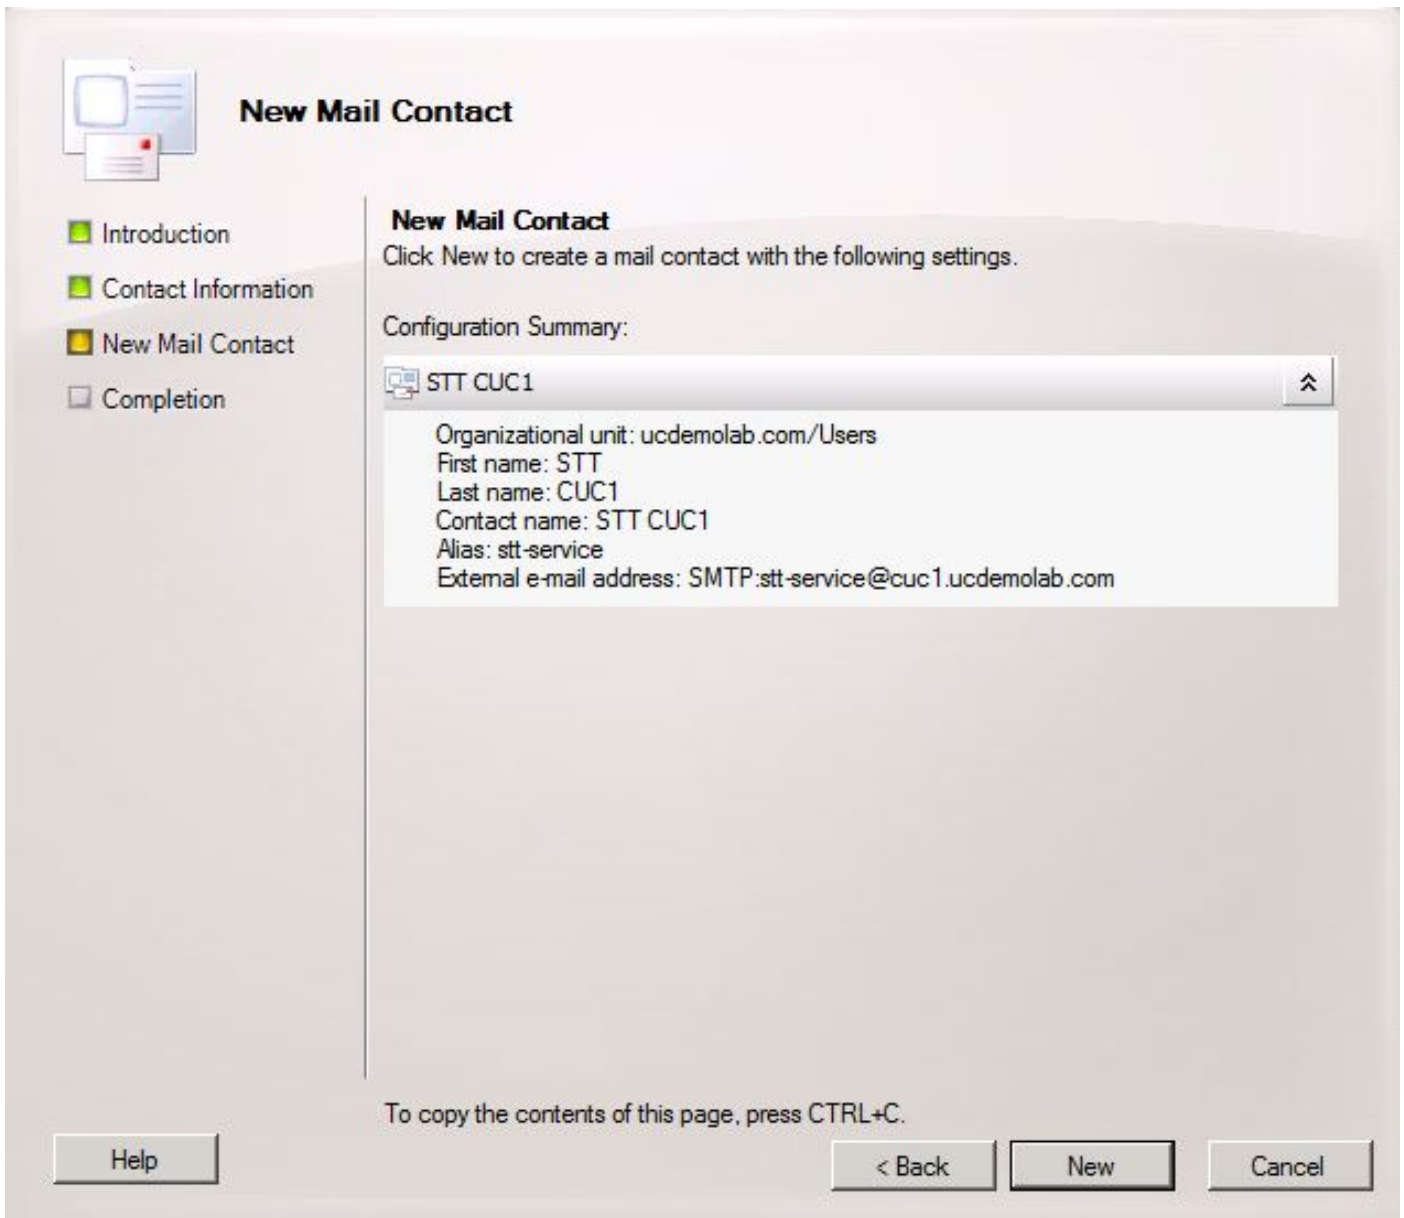 New Mail Contact
Introduction
Contact Information
New Mail Contact
Completion
New Mail Contact
Click New to create a mail contact with the following settings.
Configuration Summary:
STT CUC1
Organizational unit: ucdemolab.com/Users
First name: STT
Last name: CUC1
Contact name: STT CUC1
Alias: stt-service
External e-mail address: SMTP:stt-service@cuc1.ucdemolab.com
To copy the contents of this page, press CTRL+C.
Help
< Back
New
Cancel